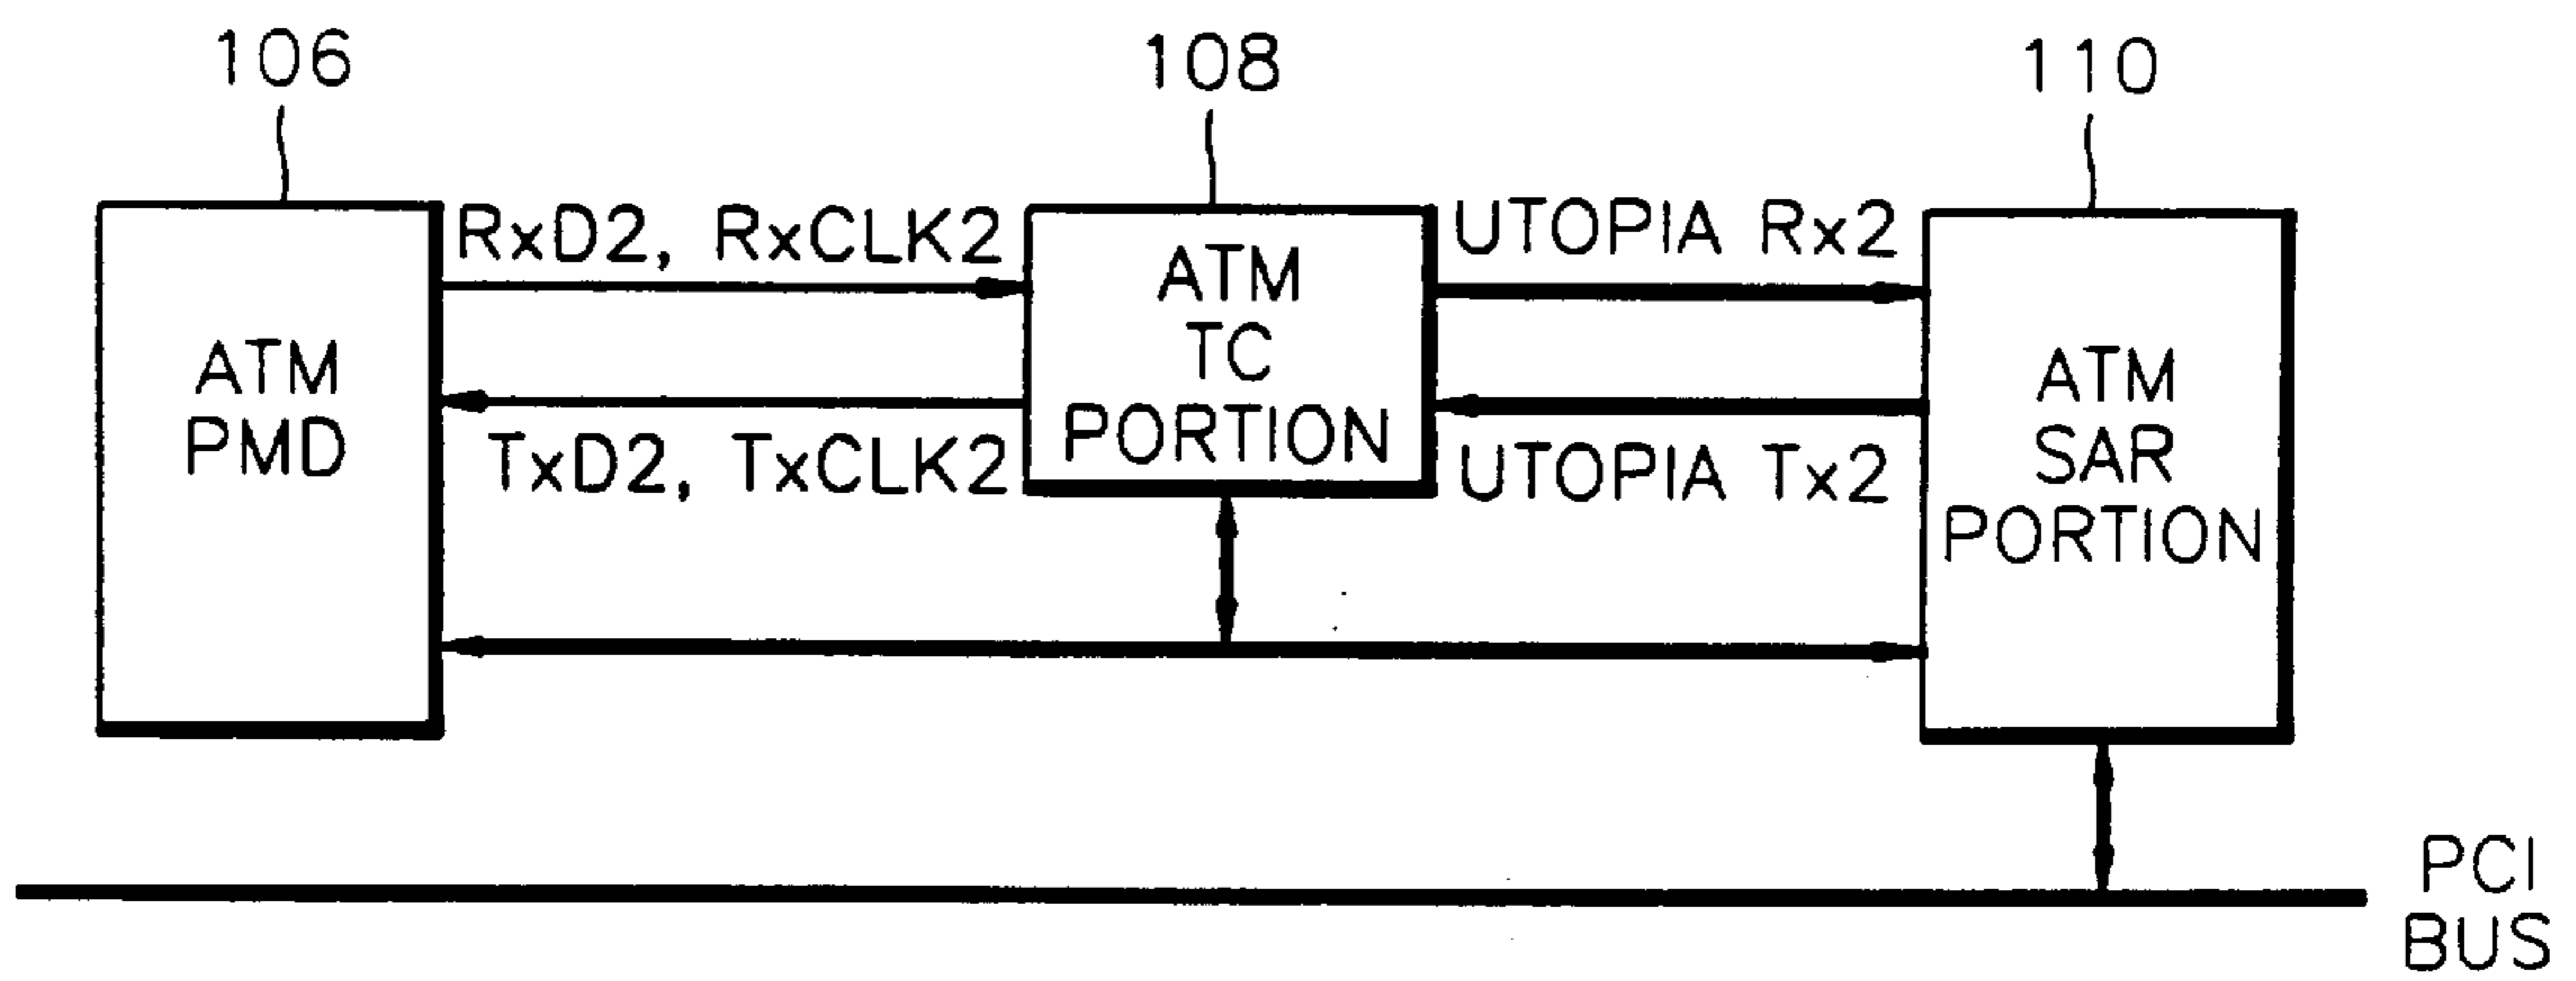 106
108
110
RxD2, RxCLK2
UTOPIA Rx2
ATM
PMD
ATM
TC
PORTION
ATM
SAR
PORTION
TxD2, TxCLK2
UTOPIA Tx2
PCI
BUS